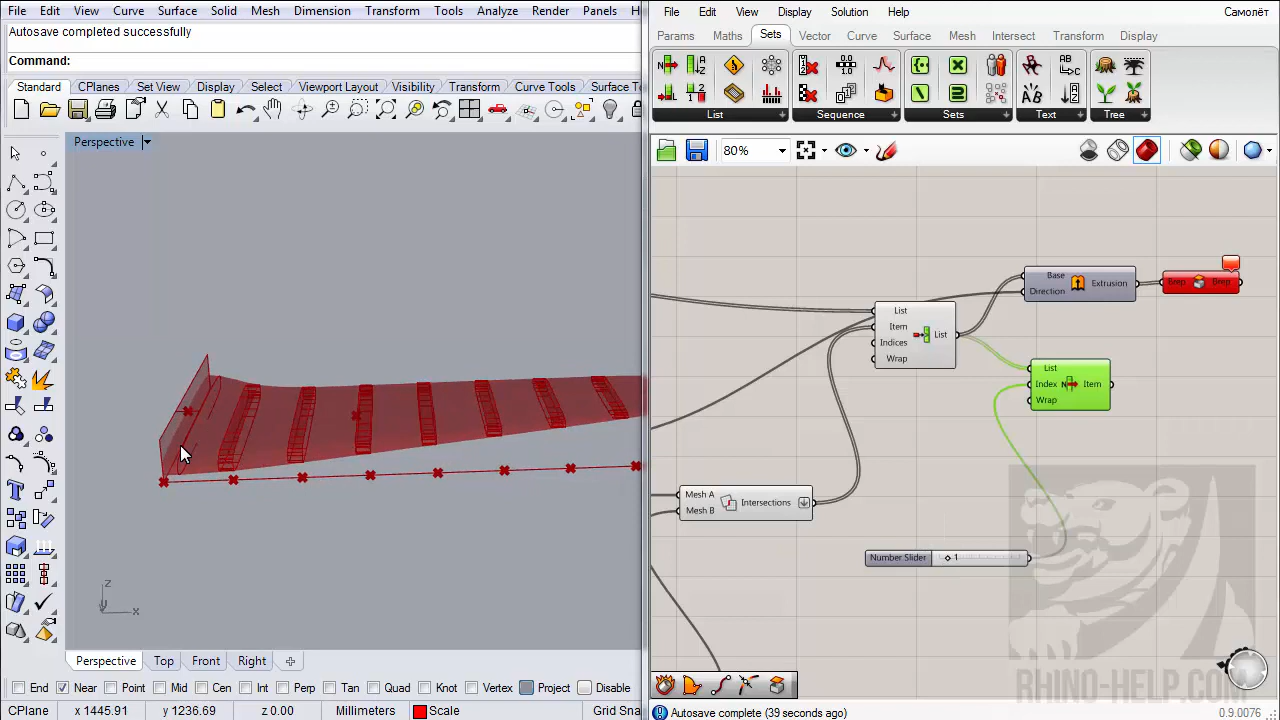 File Edit View Curve Surface Solid Mesh Dimension Transform Tools Analyze Render Panels H
Autosave completed successfully
Command:
Standard CPlanes Set View Display Select Viewport Layout Visibility Transform Curve Tools Surface To
Perspective
z
x
Perspective Top Front Right
End Near Point Mid Cen Int Perp Tan Quad Knot Vertex Project Disable
CPlane x 1445.91 y 1236.69 z 0.00 Millimeters Scale Grid Snap
File Edit View Display Solution Help Самолёт
Params Maths Sets Vector Curve Surface Mesh Intersect Transform Display
List Sequence Sets Text Tree
80%
Base
Direction
Extrusion
Brep Brep
List
Item
Indices
Wrap
List
List
Index
Wrap
Item
Mesh A
Mesh B
Intersections
Number Slider 1
RHINO-HELP.COM
Autosave complete (39 seconds ago) 0.9.0076